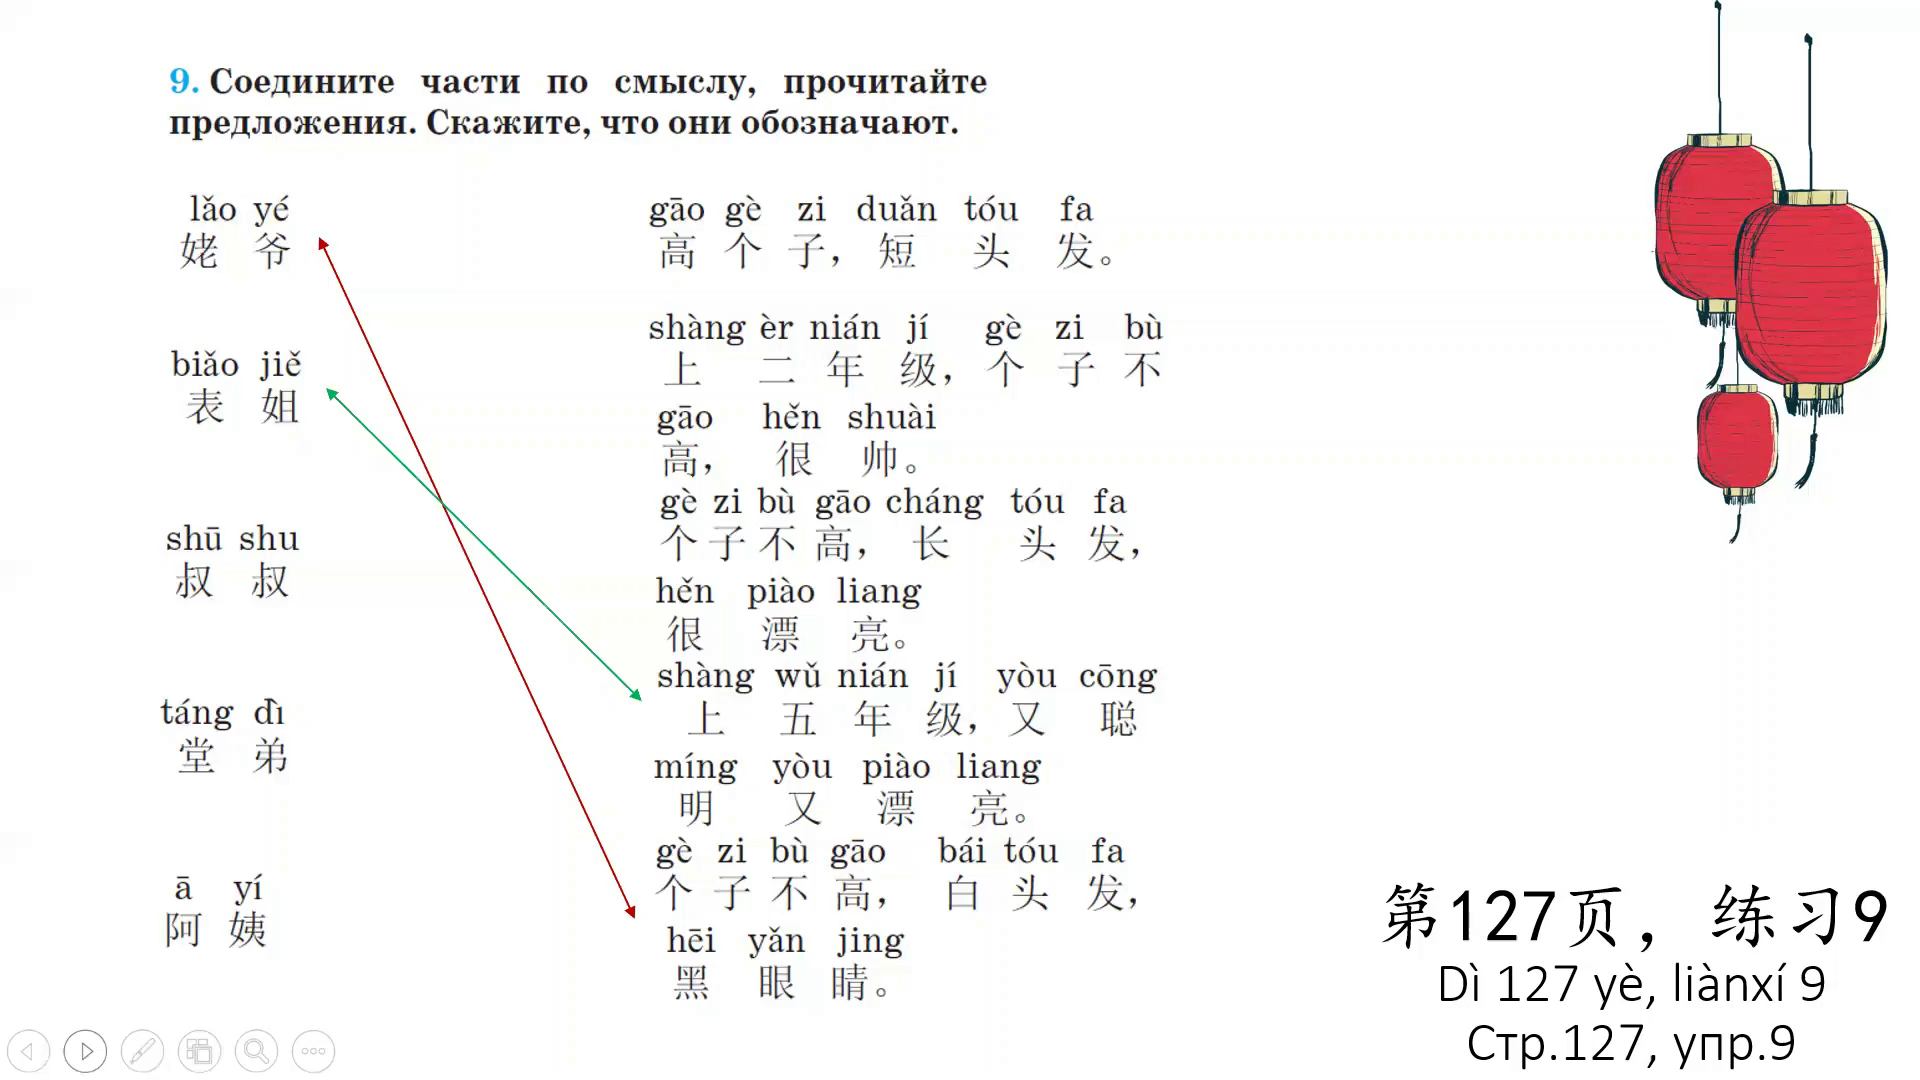 9. Соедините части по смыслу, прочитайте
предложения. Скажите, что они обозначают.
lǎo yé
姥 爷
biǎo jiě
表 姐
shū shu
叔 叔
táng dì
堂 弟
ā yí
阿 姨
gāo gè zi duǎn tóu fa
高 个 子，短 头 发。
shàng èr nián jí gè zi bù
上 二 年 级，个 子 不
gāo hěn shuài
高，很 帅。
gè zi bù gāo cháng tóu fa
个 子 不 高，长 头 发，
hěn piào liang
很 漂 亮。
shàng wǔ nián jí yòu cōng
上 五 年 级，又 聪
míng yòu piào liang
明 又 漂 亮。
gè zi bù gāo bái tóu fa
个 子 不 高，白 头 发，
hēi yǎn jing
黑 眼 睛。
第127页，练习9
Dì 127 yè, liànxí 9
Стр.127, упр.9